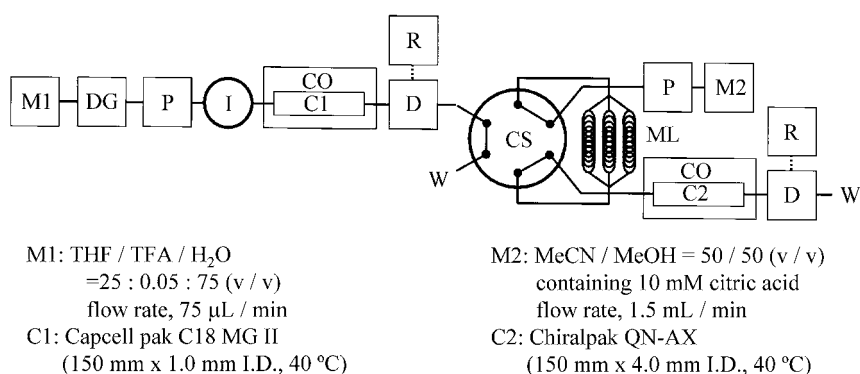 R
R
M1
DG
P
I
CO
C1
D
CS
P
M2
ML
W
CO
C2
D
W
M1: THF / TFA / H₂O
=25 : 0.05 : 75 (v / v)
flow rate, 75 μL / min
C1: Capcell pak C18 MG II
(150 mm x 1.0 mm I.D., 40 ºC)
M2: MeCN / MeOH = 50 / 50 (v / v)
containing 10 mM citric acid
flow rate, 1.5 mL / min
C2: Chiralpak QN-AX
(150 mm x 4.0 mm I.D., 40 ºC)